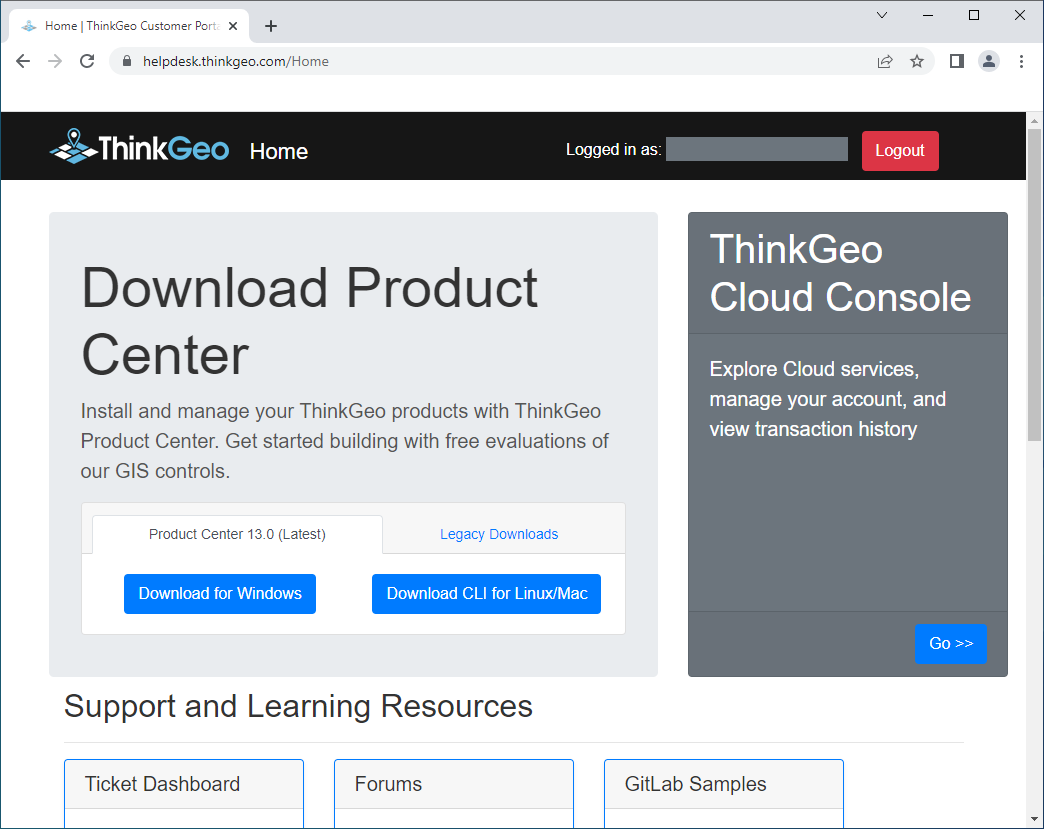 Home | ThinkGeo Customer Porta
helpdesk.thinkgeo.com/Home
ThinkGeo Home Logged in as: Logout
Download Product
Center
Install and manage your ThinkGeo products with ThinkGeo
Product Center. Get started building with free evaluations of
our GIS controls.
Product Center 13.0 (Latest) Legacy Downloads
Download for Windows Download CLI for Linux/Mac
ThinkGeo
Cloud Console
Explore Cloud services,
manage your account, and
view transaction history
Go >>
Support and Learning Resources
Ticket Dashboard Forums GitLab Samples